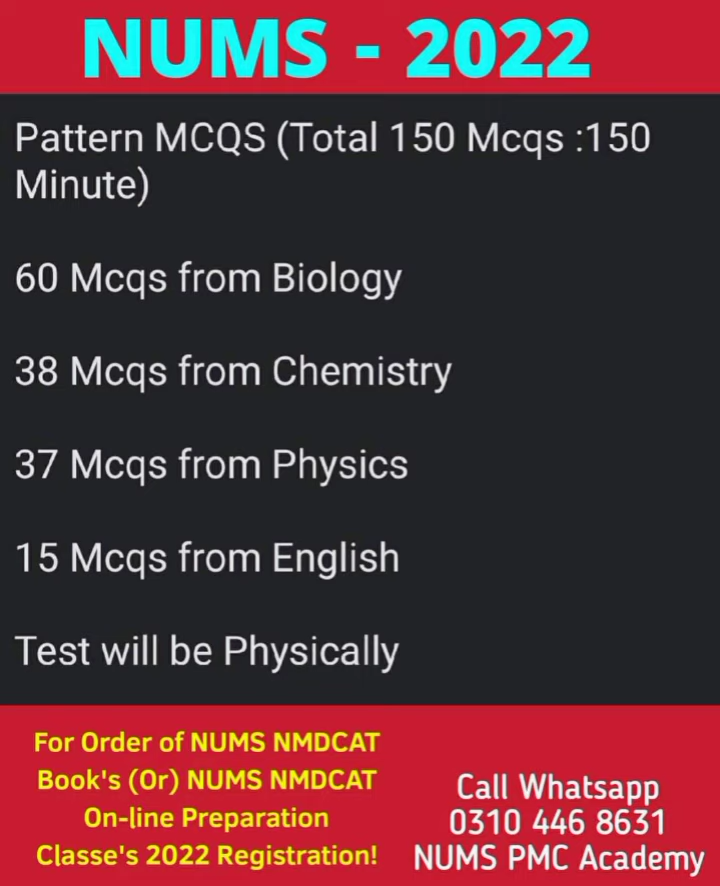 NUMS - 2022
Pattern MCQS (Total 150 Mcqs :150
Minute)
60 Mcqs from Biology
38 Mcqs from Chemistry
37 Mcqs from Physics
15 Mcqs from English
Test will be Physically
For Order of NUMS NMDCAT
Book's (Or) NUMS NMDCAT
On-line Preparation
Classe's 2022 Registration!
Call Whatsapp
0310 446 8631
NUMS PMC Academy